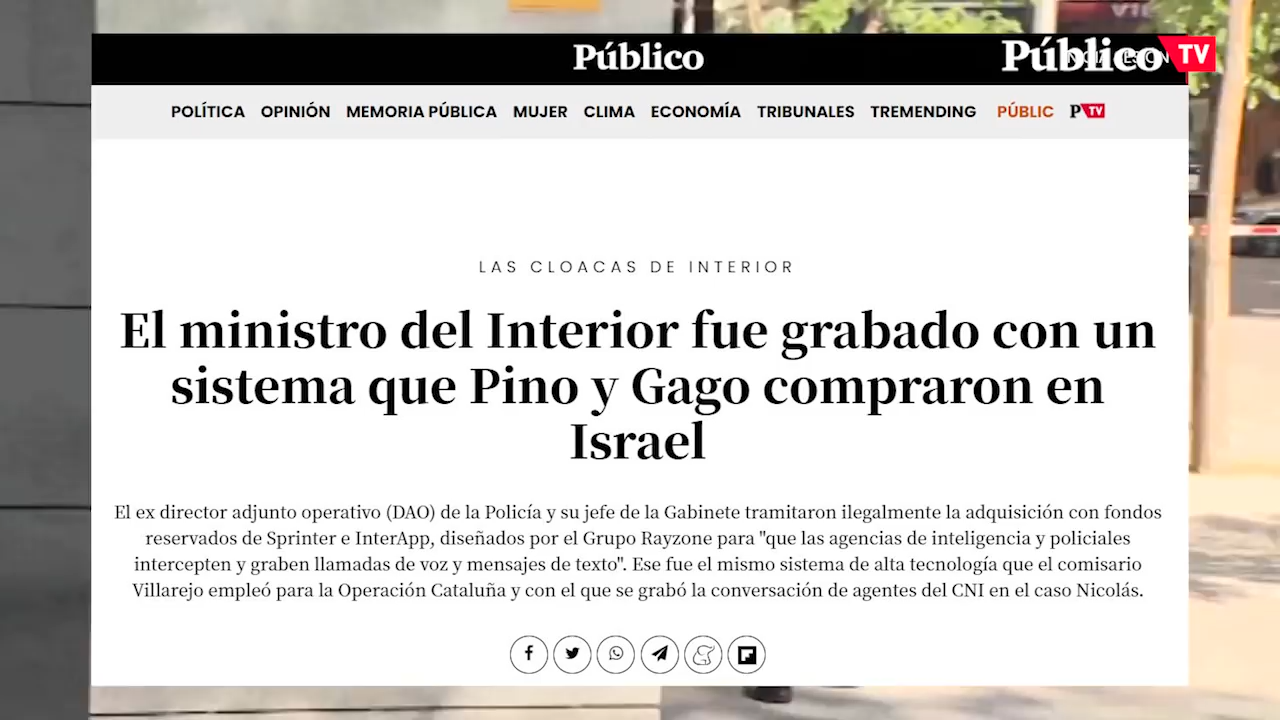 Público
Público TV
POLÍTICA OPINIÓN MEMORIA PÚBLICA MUJER CLIMA ECONOMÍA TRIBUNALES TREMENDING PÚBLIC P TV
LAS CLOACAS DE INTERIOR
El ministro del Interior fue grabado con un
sistema que Pino y Gago compraron en
Israel
El ex director adjunto operativo (DAO) de la Policía y su jefe de la Gabinete tramitaron ilegalmente la adquisición con fondos
reservados de Sprinter e InterApp, diseñados por el Grupo Rayzone para "que las agencias de inteligencia y policiales
intercepten y graben llamadas de voz y mensajes de texto". Ese fue el mismo sistema de alta tecnología que el comisario
Villarejo empleó para la Operación Cataluña y con el que se grabó la conversación de agentes del CNI en el caso Nicolás.